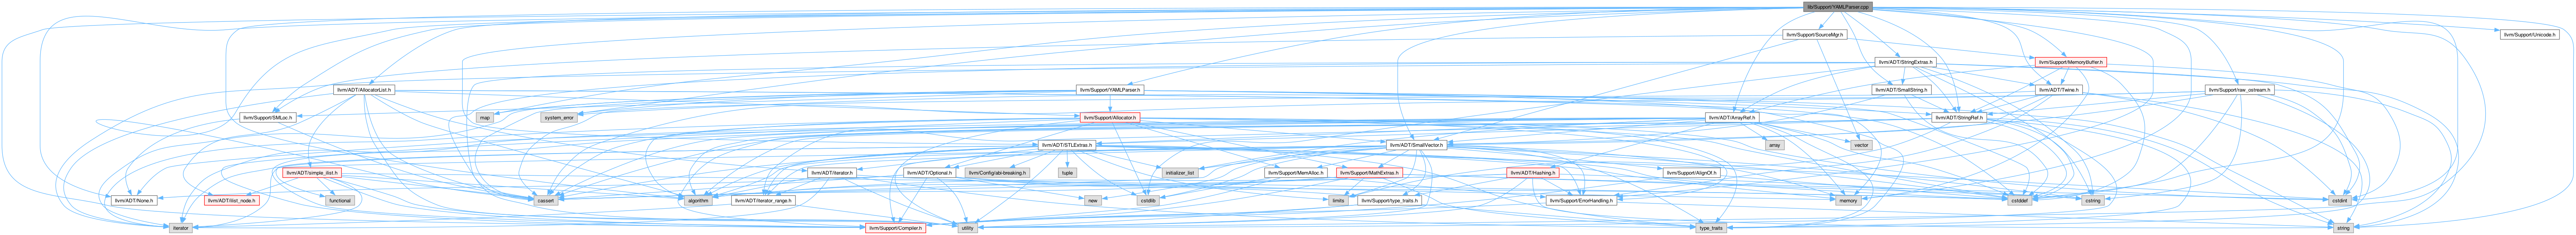 lib/Support/YAMLParser.cpp
llvm/Support/SourceMgr.h
llvm/Support/Unicode.h
llvm/ADT/StringExtras.h
llvm/Support/MemoryBuffer.h
llvm/ADT/AllocatorList.h
llvm/Support/YAMLParser.h
llvm/ADT/SmallString.h
llvm/ADT/Twine.h
llvm/Support/raw_ostream.h
llvm/Support/SMLoc.h
map
system_error
llvm/Support/Allocator.h
llvm/ADT/ArrayRef.h
llvm/ADT/StringRef.h
llvm/ADT/STLExtras.h
llvm/ADT/SmallVector.h
array
vector
llvm/ADT/simple_ilist.h
llvm/ADT/iterator.h
llvm/ADT/Optional.h
llvm/Config/abi-breaking.h
tuple
initializer_list
llvm/Support/MemAlloc.h
llvm/Support/MathExtras.h
llvm/ADT/Hashing.h
llvm/Support/AlignOf.h
llvm/ADT/None.h
llvm/ADT/ilist_node.h
functional
cassert
algorithm
llvm/ADT/iterator_range.h
new
cstdlib
limits
llvm/Support/type_traits.h
llvm/Support/ErrorHandling.h
memory
cstddef
cstring
cstdint
iterator
llvm/Support/Compiler.h
utility
type_traits
string